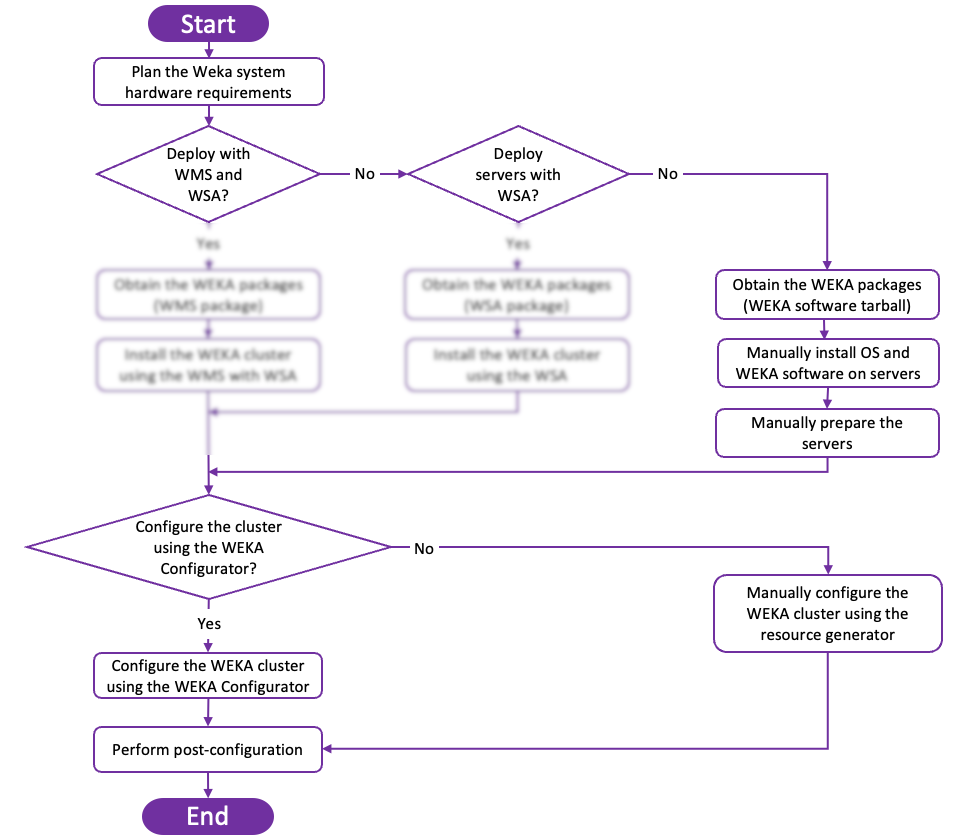 Start
Plan the Weka system
hardware requirements
Deploy with
WMS and
WSA?
No
Deploy
servers with
WSA?
No
Yes
Yes
Obtain the WEKA packages
(WMS package)
Obtain the WEKA packages
(WSA package)
Obtain the WEKA packages
(WEKA software tarball)
Install the WEKA cluster
using the WMS with WSA
Install the WEKA cluster
using the WSA
Manually install OS and
WEKA software on servers
Manually prepare the
servers
Configure the cluster
using the WEKA
Configurator?
No
Yes
Manually configure the
WEKA cluster using the
resource generator
Configure the WEKA cluster
using the WEKA Configurator
Perform post-configuration
End